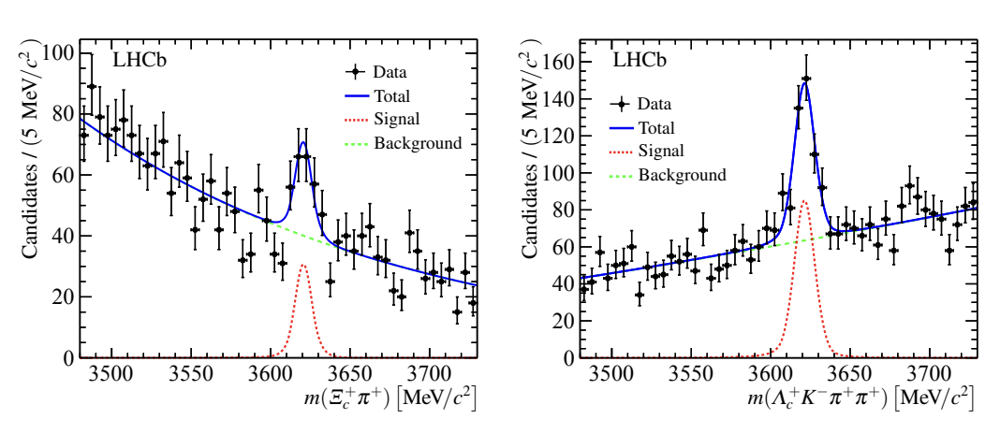 Candidates / (5 MeV/c²)
100
80
60
40
20
0
LHCb
Data
Total
Signal
Background
3500 3550 3600 3650 3700
m(Ξc⁺π⁺) [MeV/c²]
Candidates / (5 MeV/c²)
160
140
120
100
80
60
40
20
0
LHCb
Data
Total
Signal
Background
3500 3550 3600 3650 3700
m(Λc⁺K⁻π⁺π⁺) [MeV/c²]